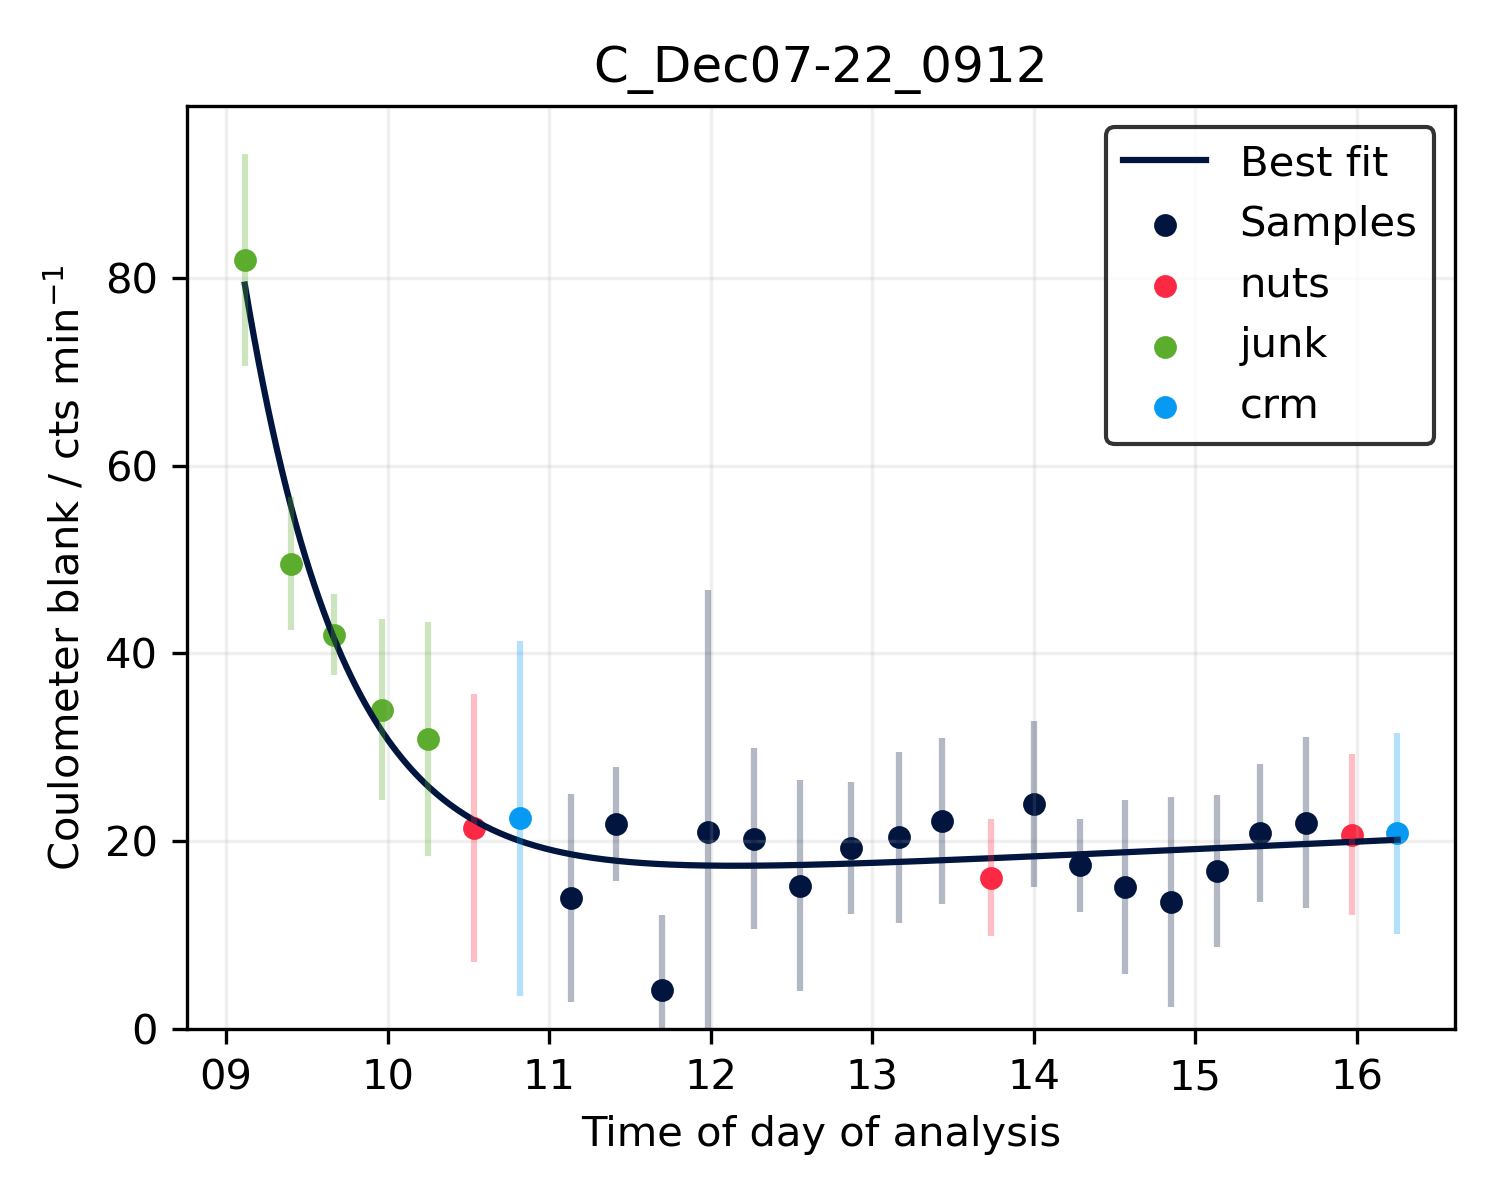 C_Dec07-22_0912
Best fit
Samples
nuts
junk
crm
Coulometer blank / cts min⁻¹
80
60
40
20
0
09 10 11 12 13 14 15 16
Time of day of analysis